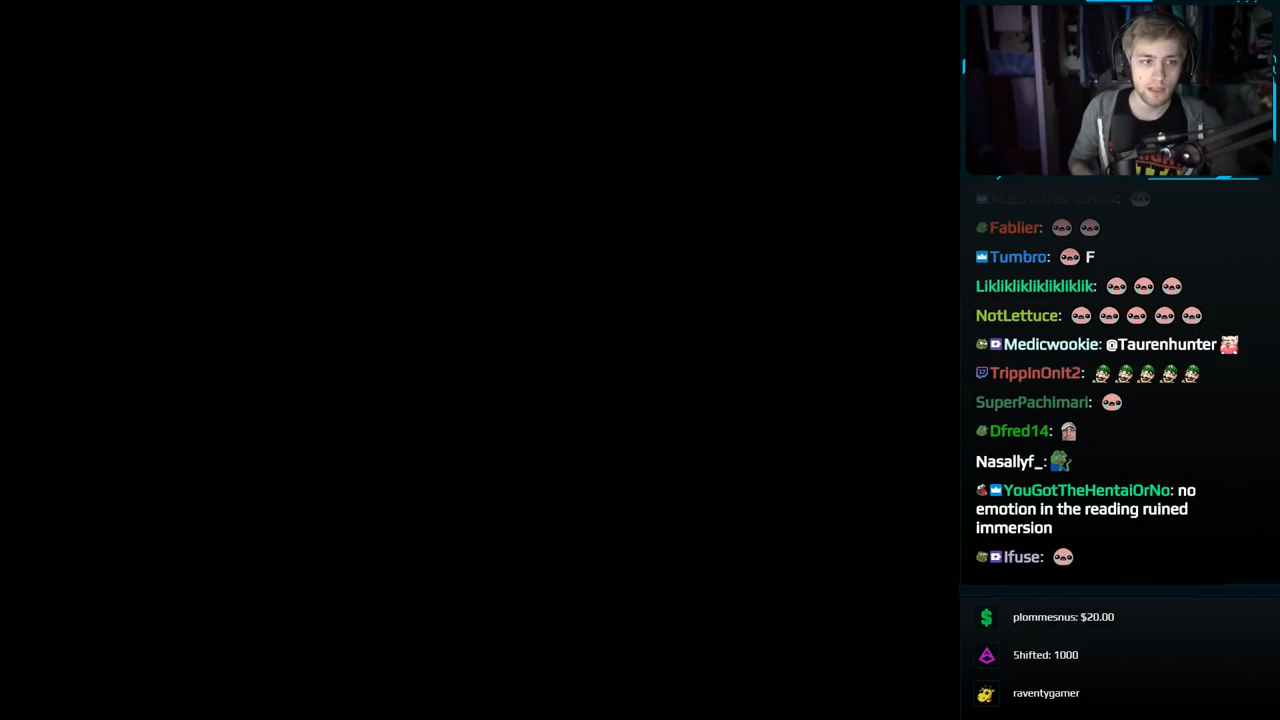 Fablier:
Tumbro: F
Liklikliklikliklik:
NotLettuce:
Medicwookie: @Taurenhunter
TrippInOnIt2:
SuperPachimari:
Dfred14:
Nasallyf_:
YouGotTheHentaiOrNo: no
emotion in the reading ruined
immersion
Ifuse:
plommesnus: $20.00
Shifted: 1000
raventygamer